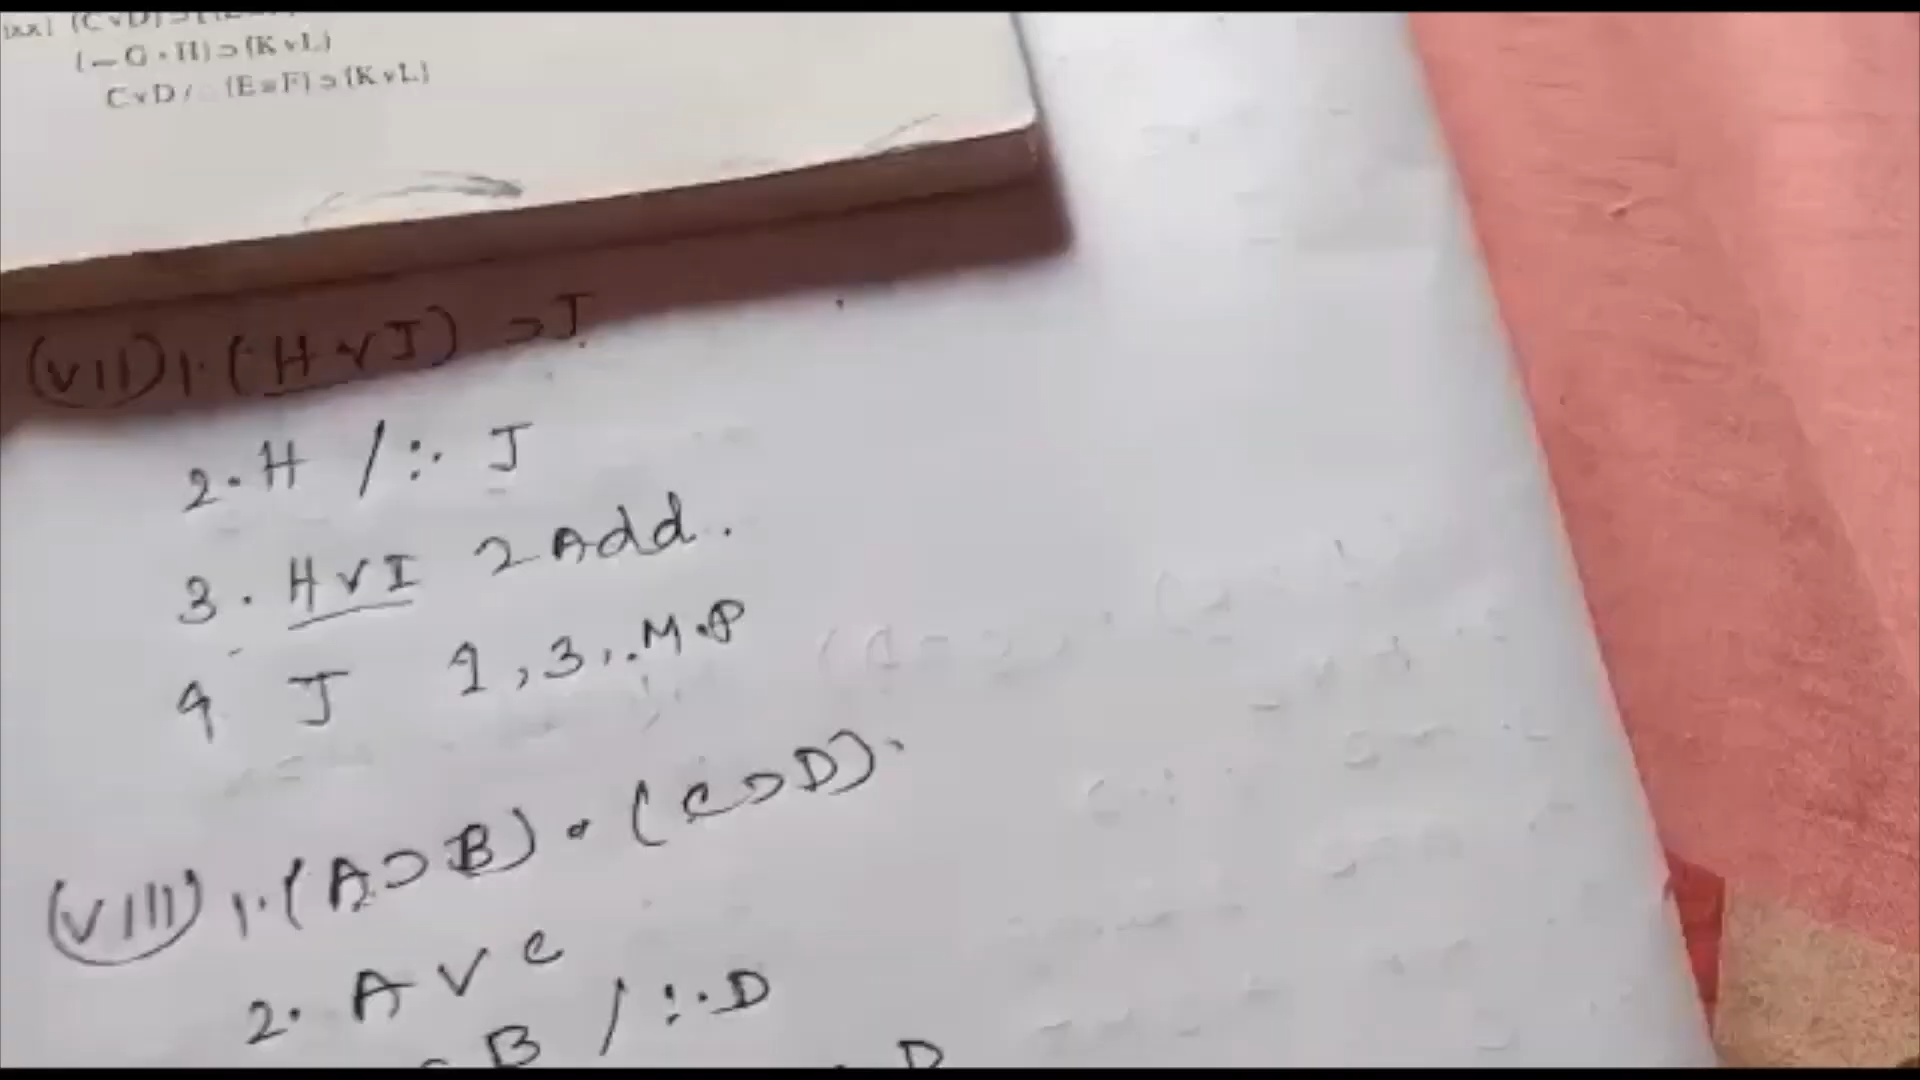 (C v D) ⊃
(— G · H) ⊃ (K v L)
C v D / (E ≡ F) ⊃ (K v L)
(VII) 1. (H v I) ⊃ J
2. H / ∴ J
3. H v I 2 Add.
4 J 1, 3, M.P
(VIII) 1. (A ⊃ B) • (C ⊃ D).
2. A v C
B / ∴ D
D